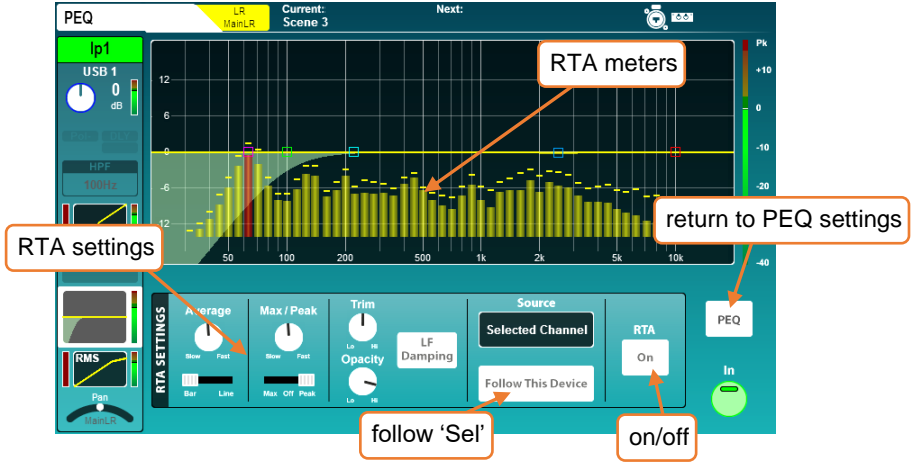 PEQ
LR
MainLR
Current:
Scene 3
Next:
Ip1
USB 1
0
dB
HPF
100Hz
RMS
Pan
MainLR
12
6
0
-6
-12
50 100 200 500 1k 2k 5k 10k
Pk
+10
0
-10
-20
-40
RTA meters
RTA settings
return to PEQ settings
RTA SETTINGS
Average
Slow Fast
Bar Line
Max / Peak
Slow Fast
Max Off Peak
Trim
Lo Hi
Opacity
Lo Hi
LF
Damping
Source
Selected Channel
Follow This Device
RTA
On
PEQ
In
follow ‘Sel’
on/off